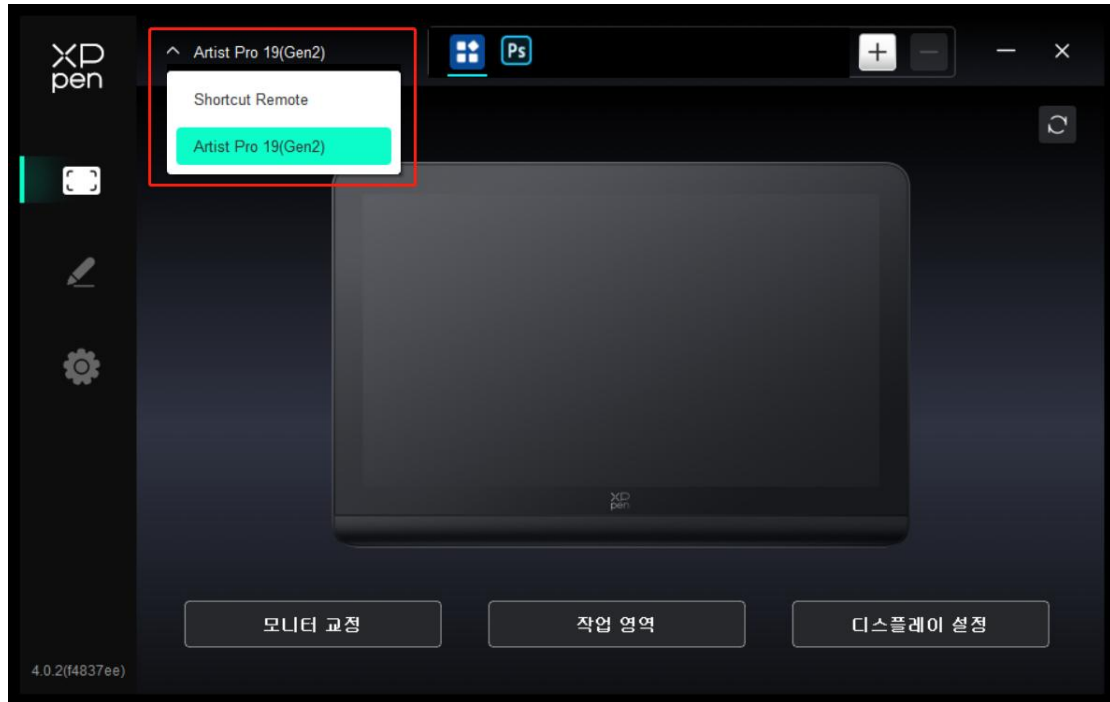 XP
pen
Artist Pro 19(Gen2)
Ps
Shortcut Remote
Artist Pro 19(Gen2)
XP
pen
모니터 교정
작업 영역
디스플레이 설정
4.0.2(f4837ee)